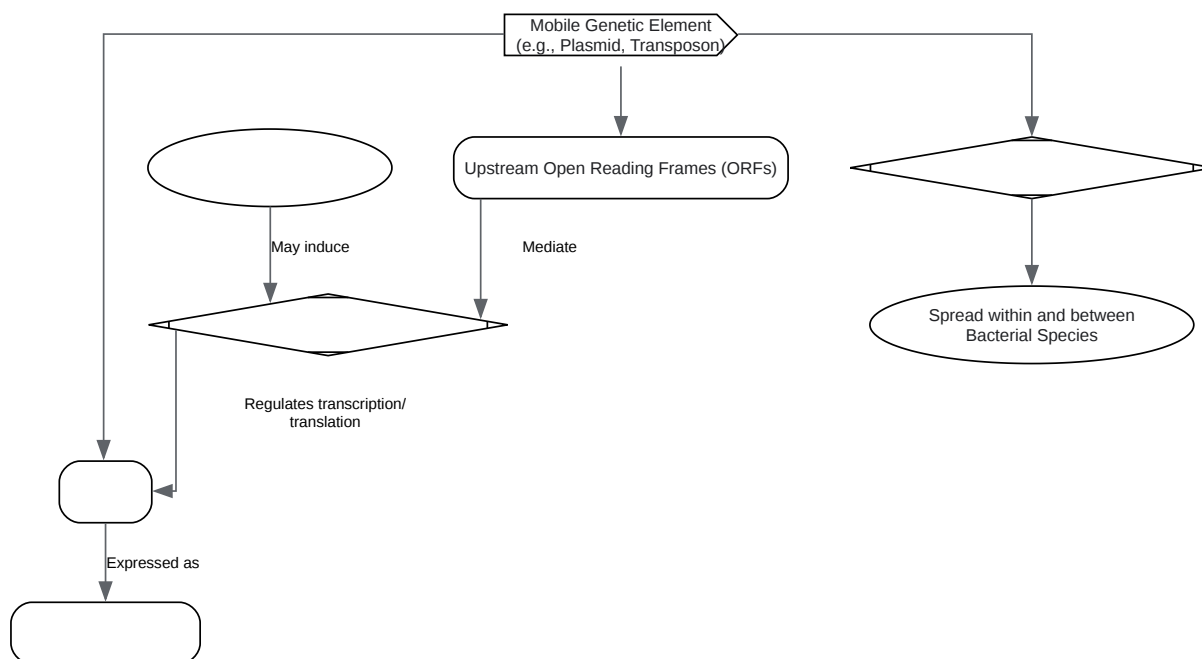 Mobile Genetic Element
(e.g., Plasmid, Transposon)
Upstream Open Reading Frames (ORFs)
May induce
Mediate
Spread within and between
Bacterial Species
Regulates transcription/
translation
Expressed as